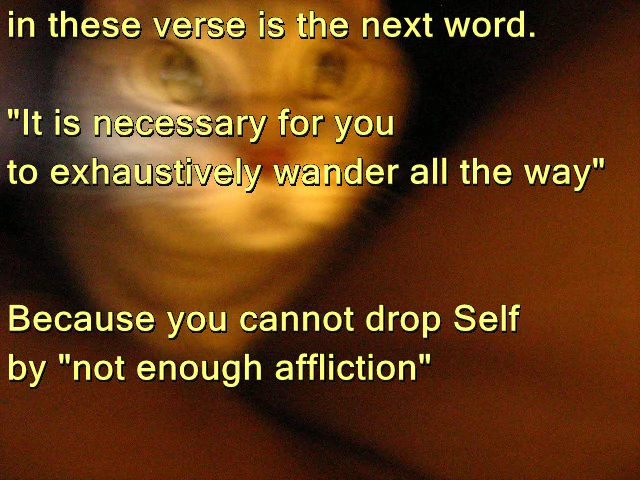 in these verse is the next word.
"It is necessary for you
to exhaustively wander all the way"
Because you cannot drop Self
by "not enough affliction"